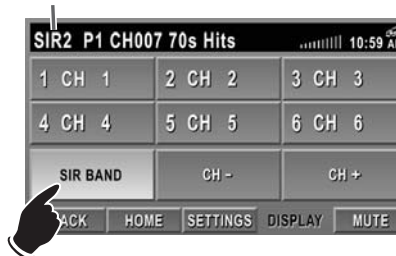 SIR2 P1 CH007 70s Hits 10:59
1 CH 1 2 CH 2 3 CH 3
4 CH 4 5 CH 5 6 CH 6
SIR BAND CH – CH +
HOME SETTINGS DISPLAY MUTE